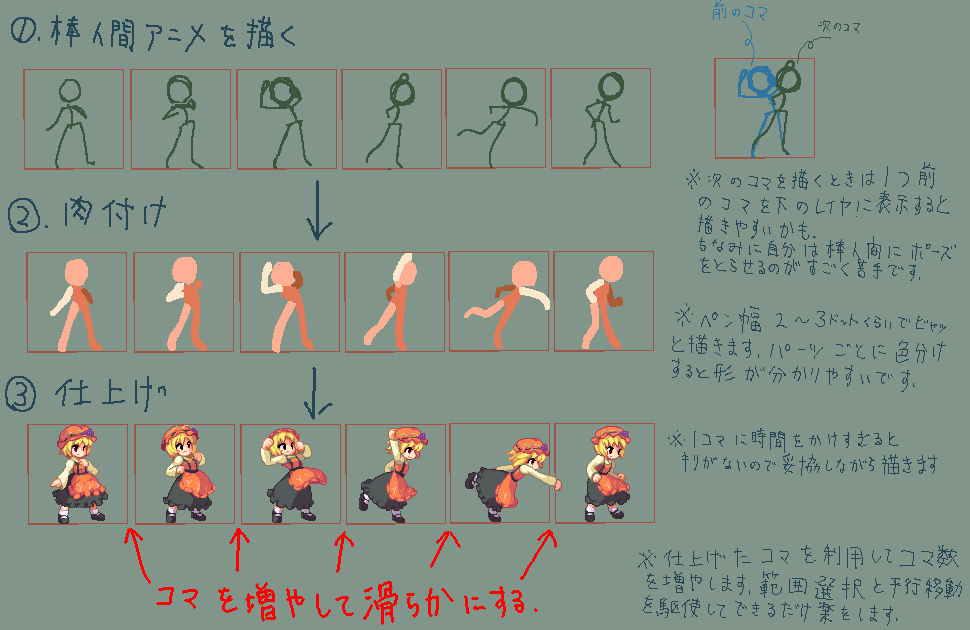 ①. 棒人間アニメを描く
前のコマ
次のコマ
※次のコマを描くときは1つ前
のコマを下のレイヤに表示すると
描きやすいかも.
ちなみに自分は棒人間にポーズ
をとらせるのがすごく苦手です.
②. 肉付け
※ペン幅2〜3ドットくらいでビャッ
と描きます. パーツごとに色分け
すると形が分かりやすいです.
③ 仕上げ
※1コマに時間をかけすぎると
キリがないので妥協しながら描きます
コマを増やして滑らかにする.
※仕上げたコマを利用してコマ数
を増やします. 範囲選択と平行移動
を駆使してできるだけ楽をします.